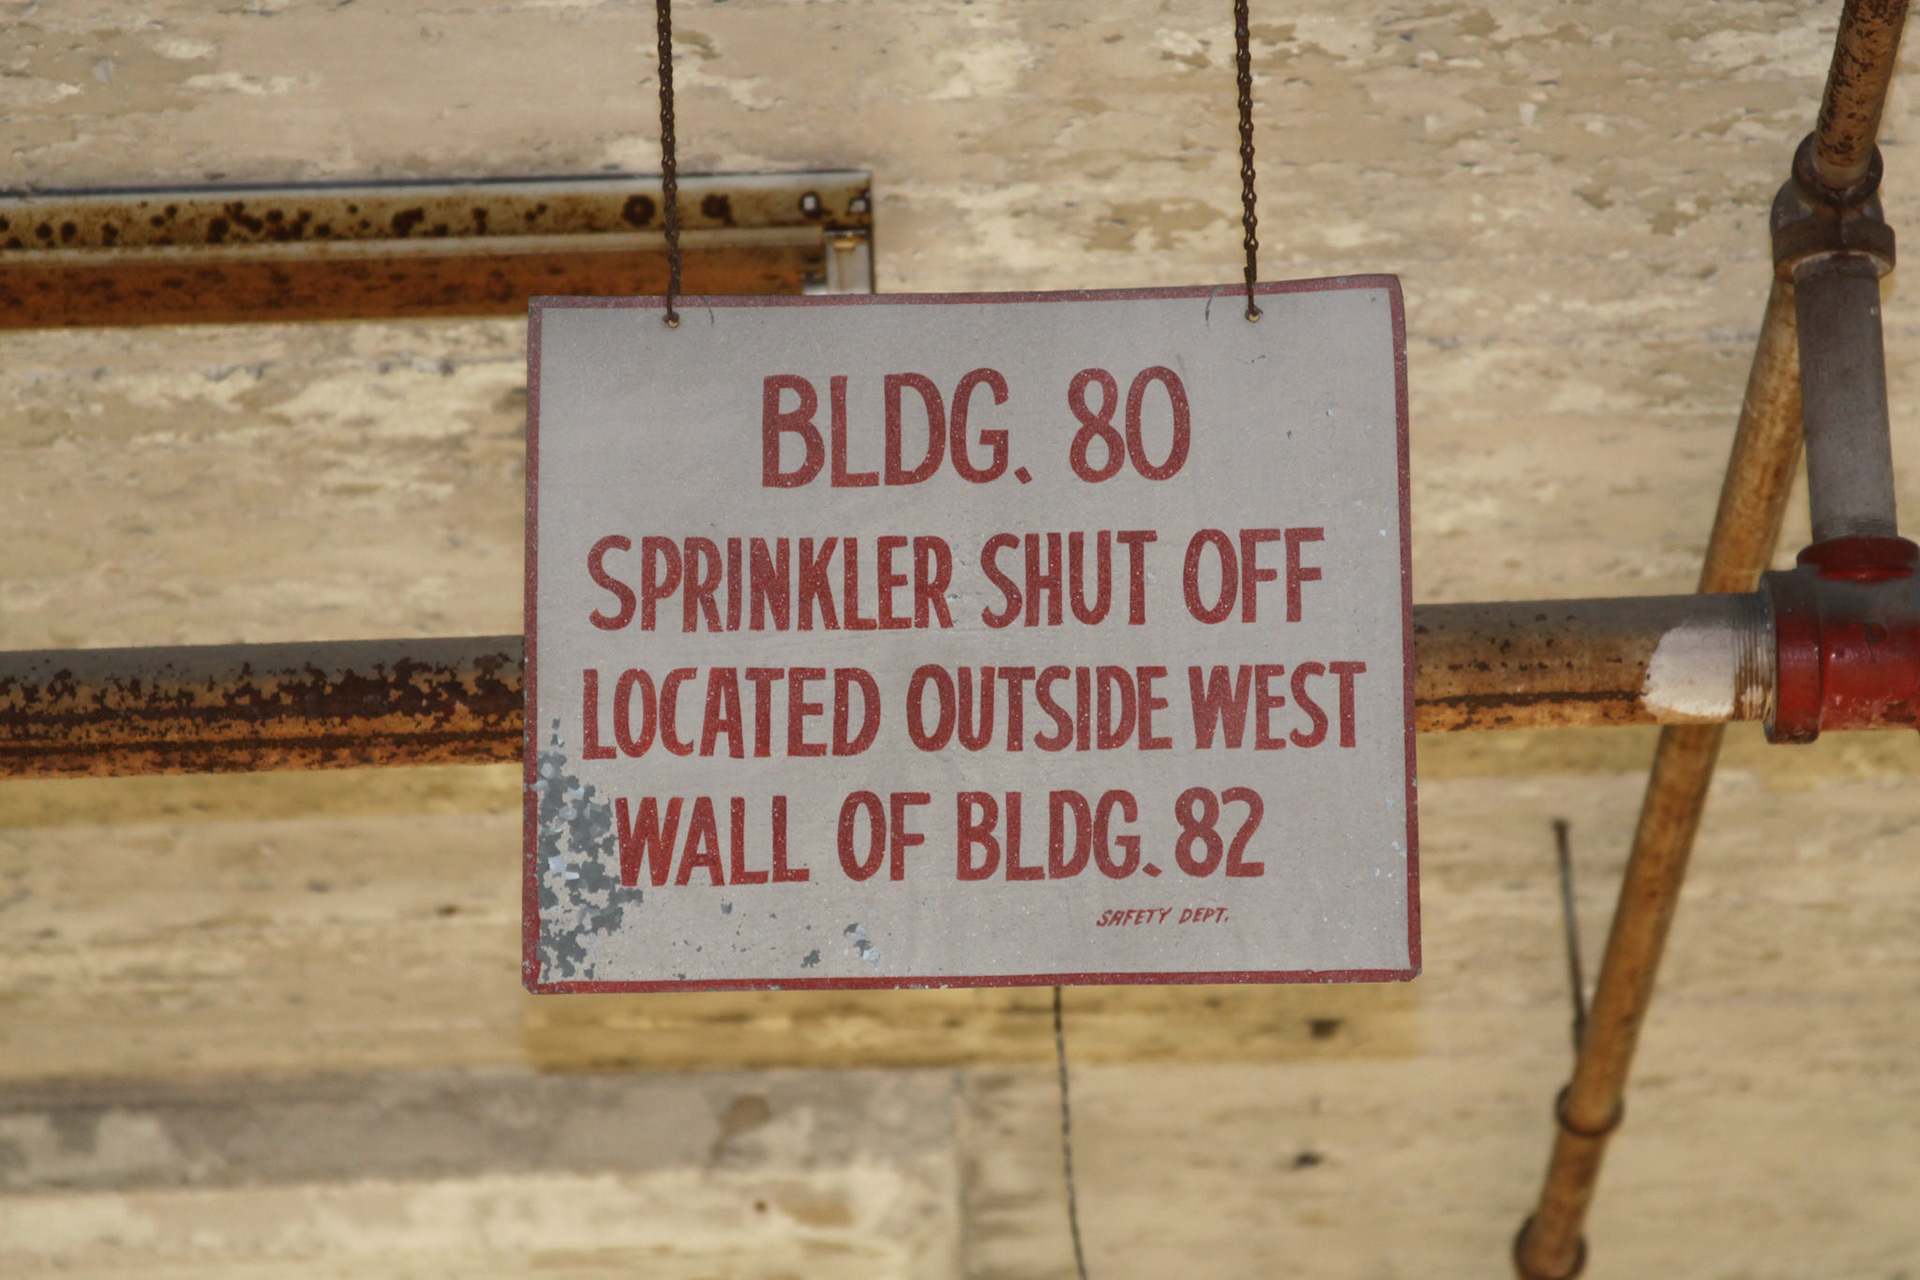 BLDG. 80
SPRINKLER SHUT OFF
LOCATED OUTSIDE WEST
WALL OF BLDG. 82
SAFETY DEPT.